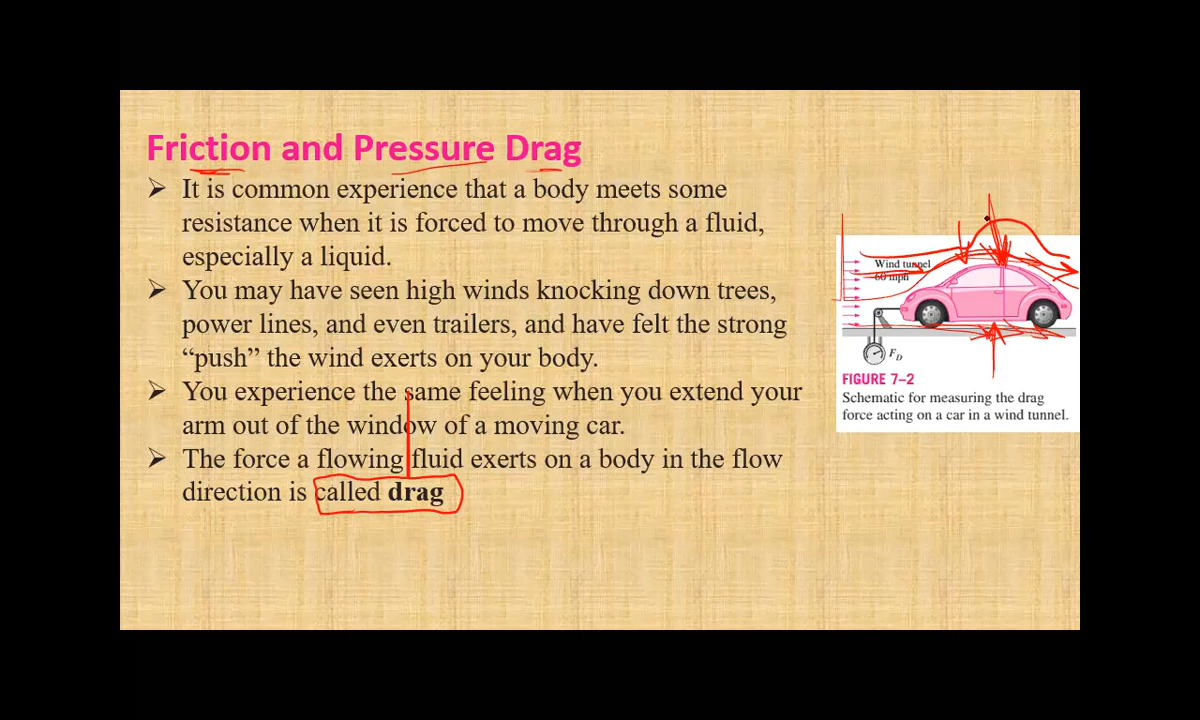 Friction and Pressure Drag
➢ It is common experience that a body meets some
resistance when it is forced to move through a fluid,
especially a liquid.
➢ You may have seen high winds knocking down trees,
power lines, and even trailers, and have felt the strong
“push” the wind exerts on your body.
➢ You experience the same feeling when you extend your
arm out of the window of a moving car.
➢ The force a flowing fluid exerts on a body in the flow
direction is called drag
Wind tunnel
60 mph
F_D
FIGURE 7–2
Schematic for measuring the drag
force acting on a car in a wind tunnel.